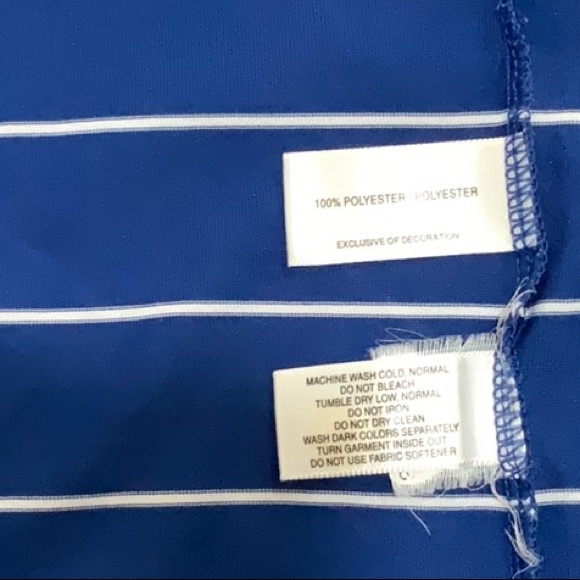 100% POLYESTER / POLYESTER
EXCLUSIVE OF DECORATION
MACHINE WASH COLD, NORMAL
DO NOT BLEACH
TUMBLE DRY LOW, NORMAL
DO NOT IRON
DO NOT DRY CLEAN
WASH DARK COLORS SEPARATELY
TURN GARMENT INSIDE OUT
DO NOT USE FABRIC SOFTENER